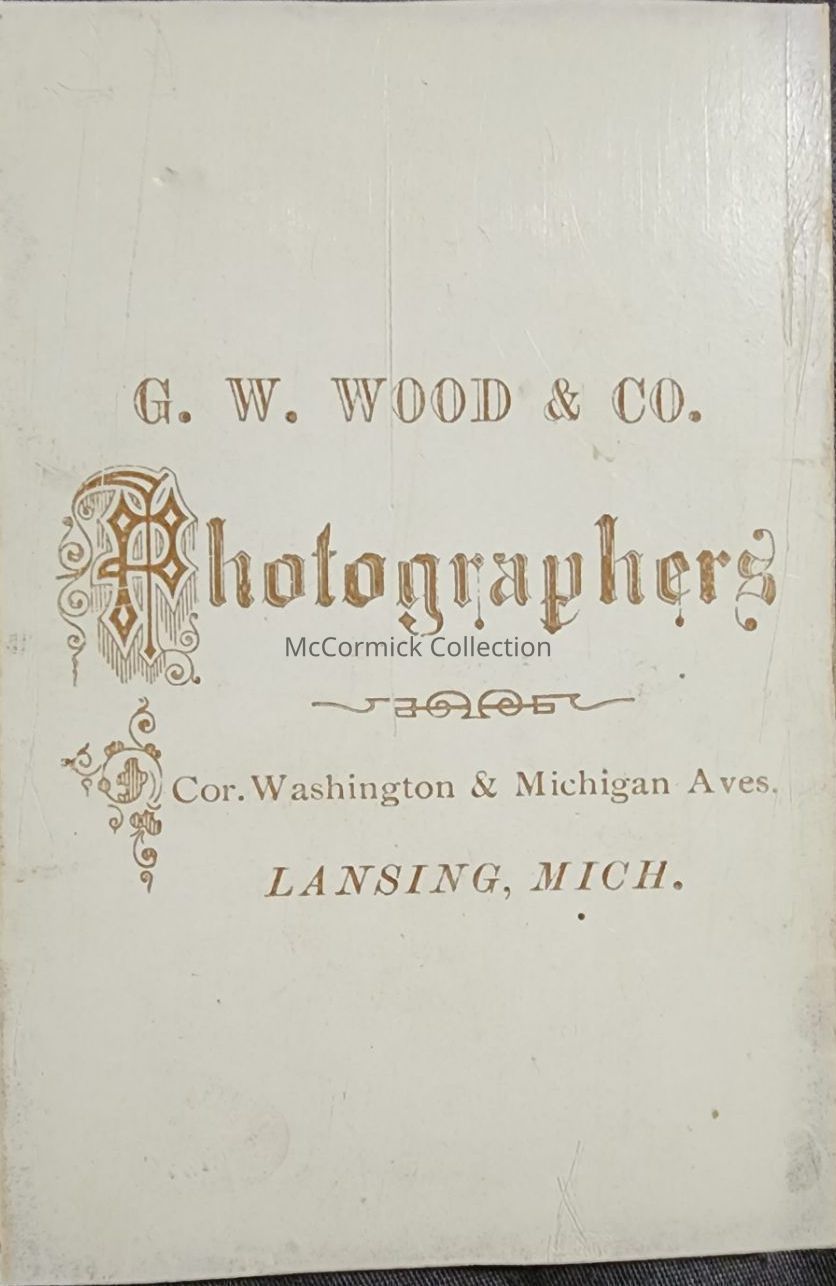 G. W. WOOD & CO.
Photographers
McCormick Collection
Cor. Washington & Michigan Aves.
LANSING, MICH.